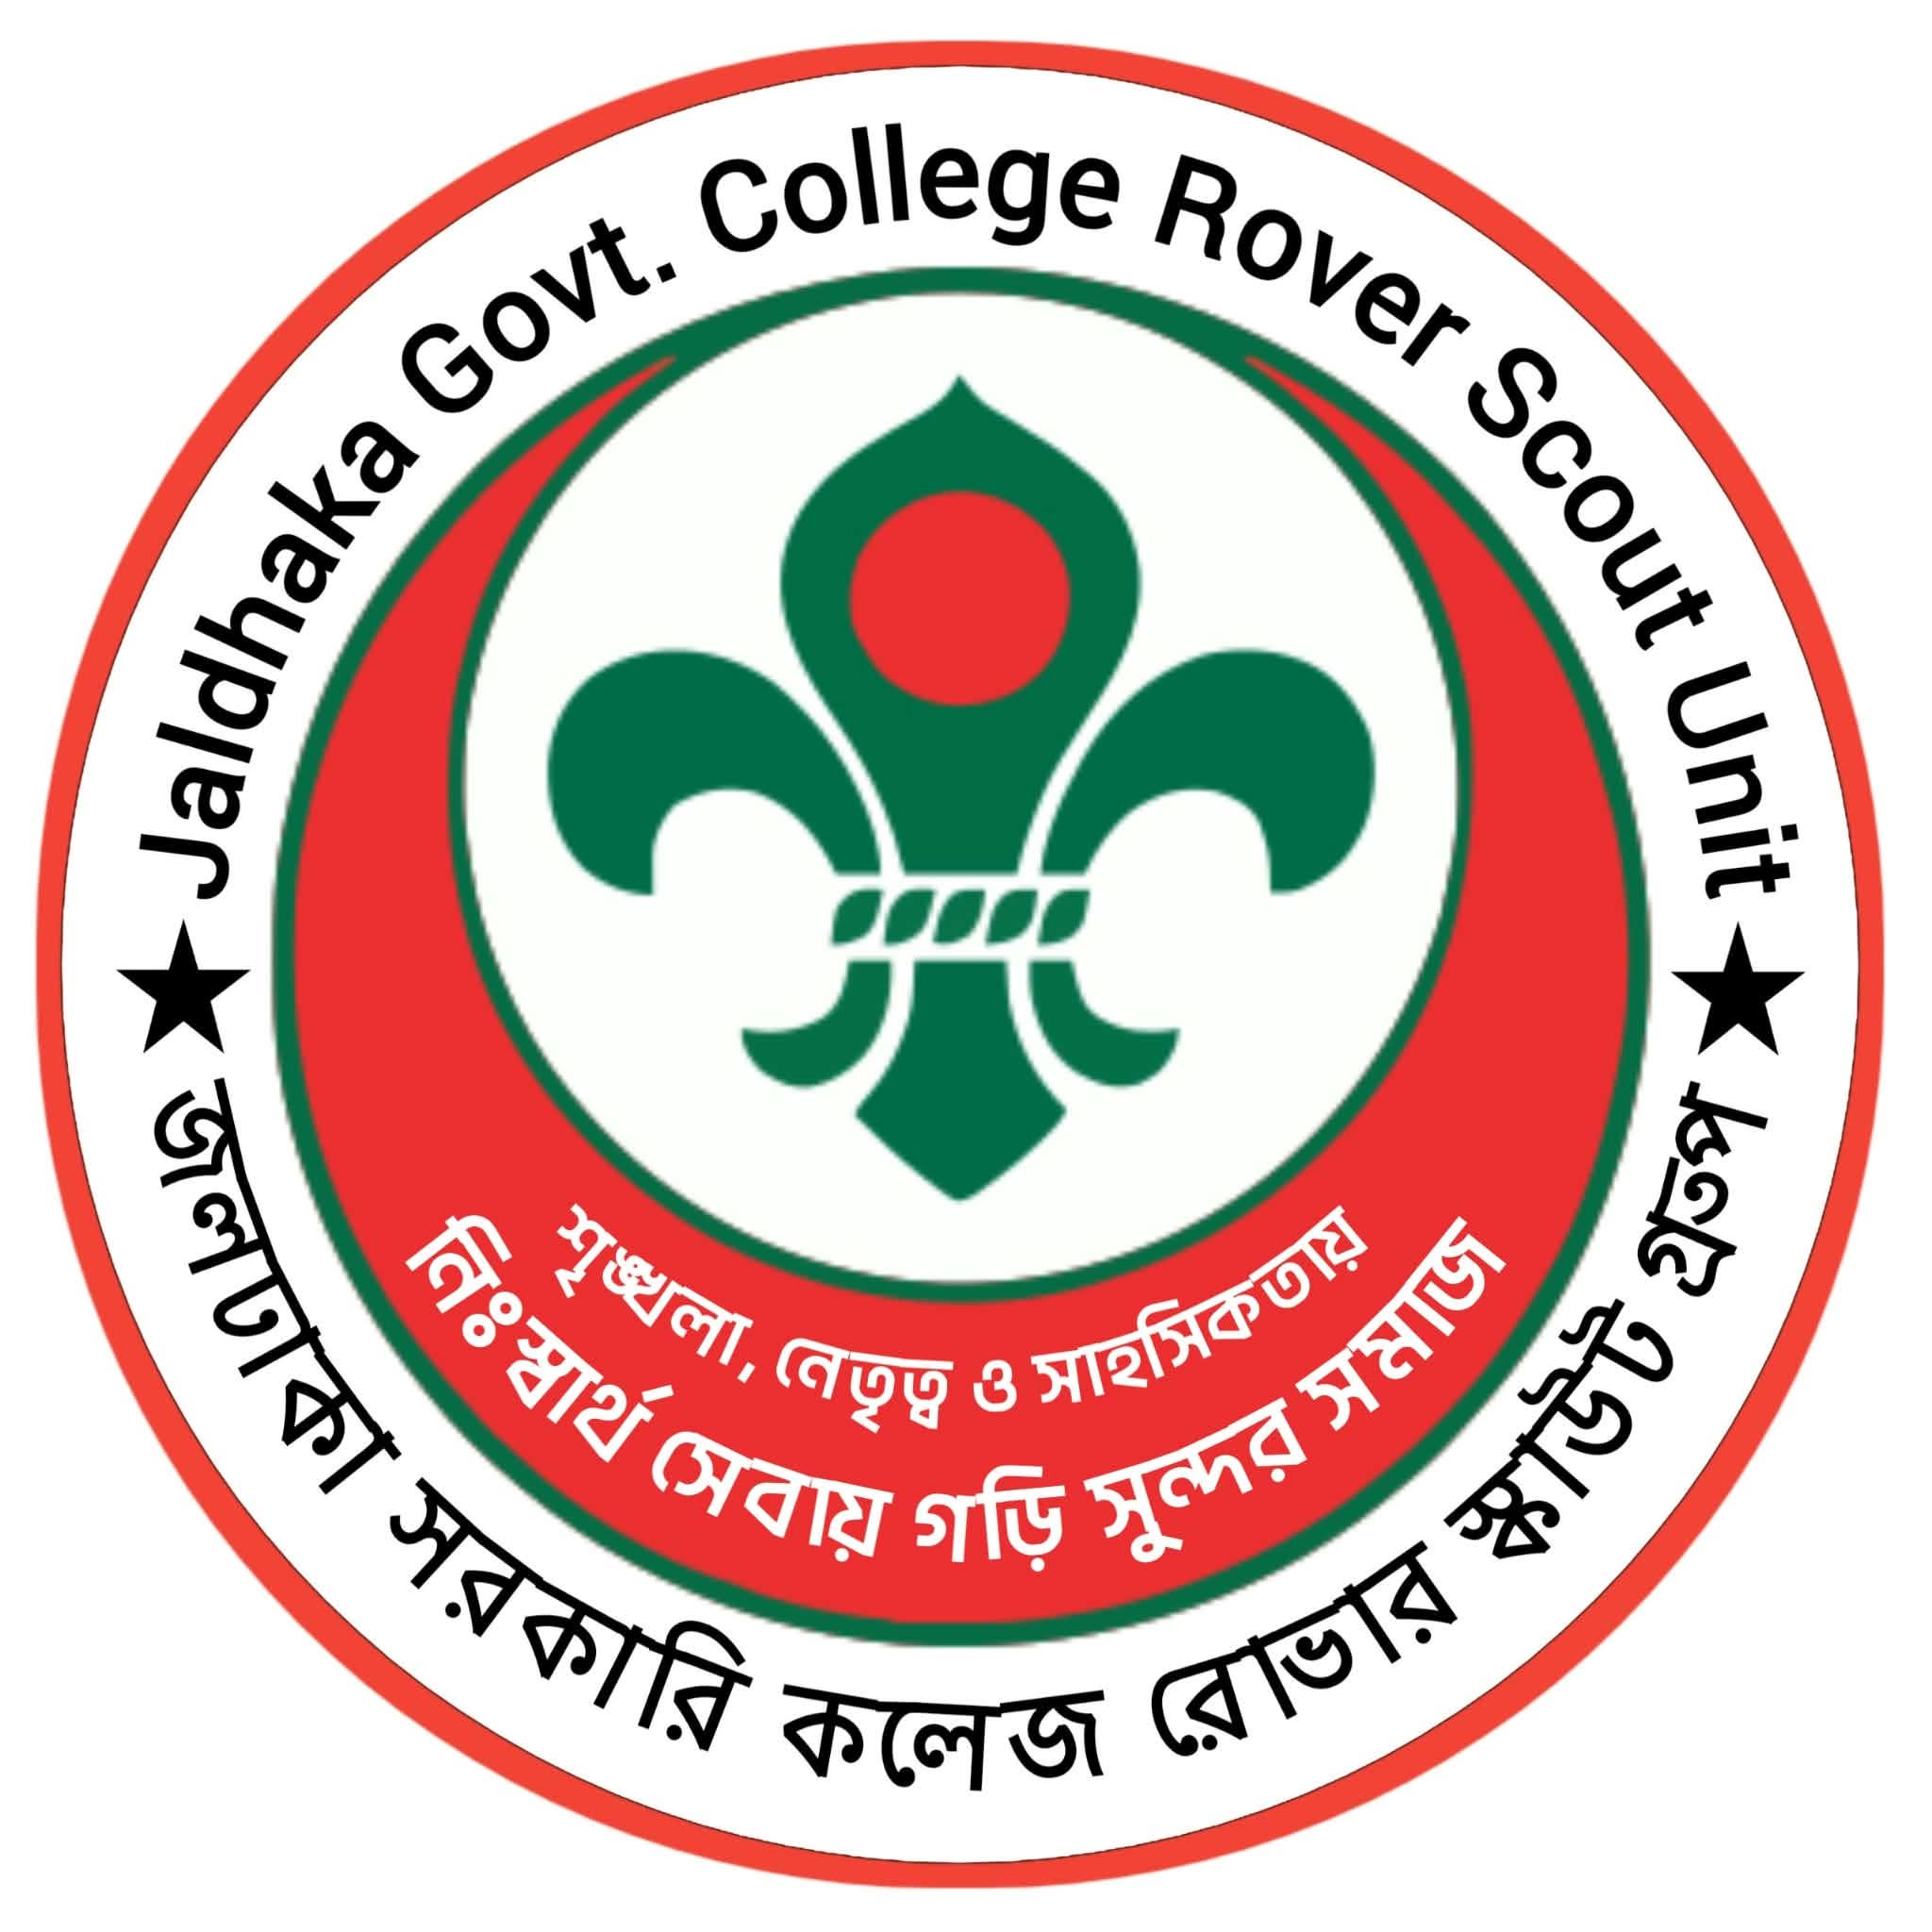 Jaldhaka Govt. College Rover Scout Unit
শৃঙ্খলা, নেতৃত্ব ও সাহসিকতায়
নিঃস্বার্থ সেবায় গড়ি সুন্দর সমাজ
★ জলঢাকা সরকারি কলেজ রোভার স্কাউট গ্রুপ ★